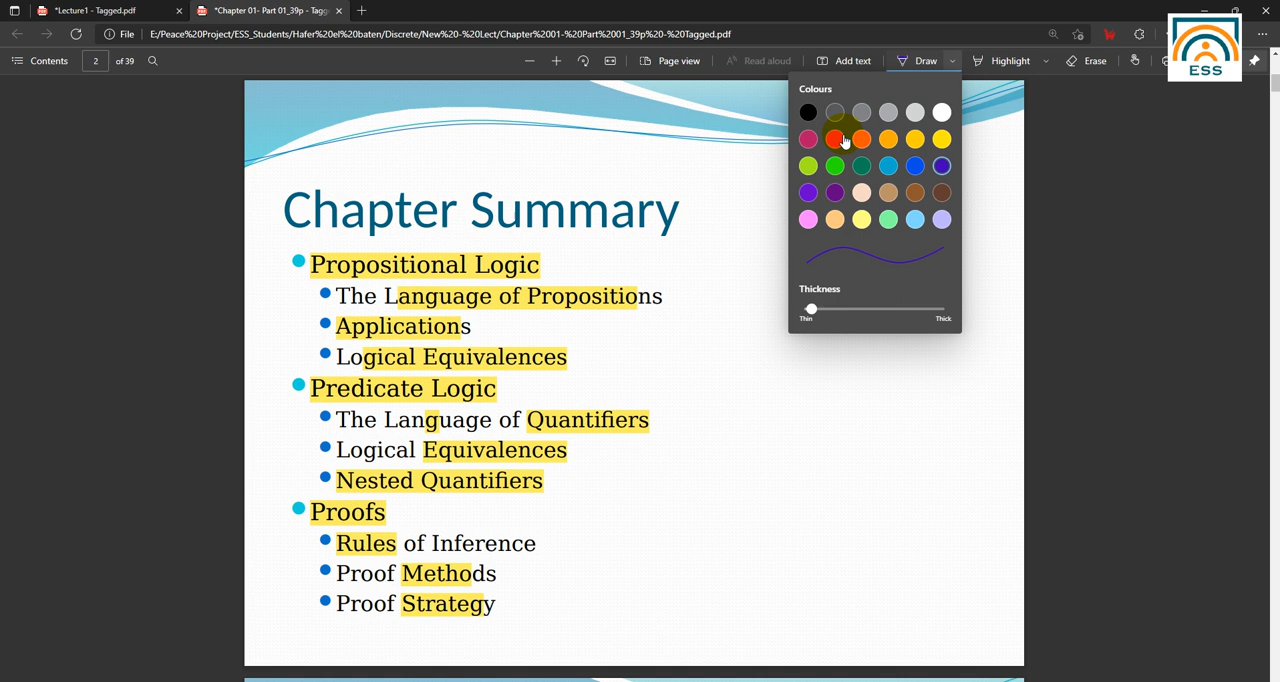 *Lecture1 - Tagged.pdf
*Chapter 01- Part 01_39p - Tagg
File
E:/Peace%20Project/ESS_Students/Hafer%20el%20baten/Discrete/New%20-%20Lect/Chapter%2001-%20Part%2001_39p%20-%20Tagged.pdf
Contents
2
of 39
Page view
Read aloud
Add text
Draw
Highlight
Erase
ESS
Colours
Thickness
Thin
Thick
Chapter Summary
Propositional Logic
The Language of Propositions
Applications
Logical Equivalences
Predicate Logic
The Language of Quantifiers
Logical Equivalences
Nested Quantifiers
Proofs
Rules of Inference
Proof Methods
Proof Strategy